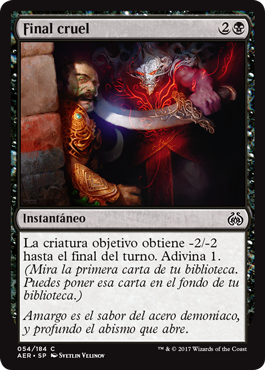 Final cruel 2
Instantáneo
La criatura objetivo obtiene -2/-2
hasta el final del turno. Adivina 1.
(Mira la primera carta de tu biblioteca.
Puedes poner esa carta en el fondo de tu
biblioteca.)
Amargo es el sabor del acero demoníaco,
y profundo el abismo que abre.
054/184 C
AER • SP Svetlin Velinov
™ & © 2017 Wizards of the Coast